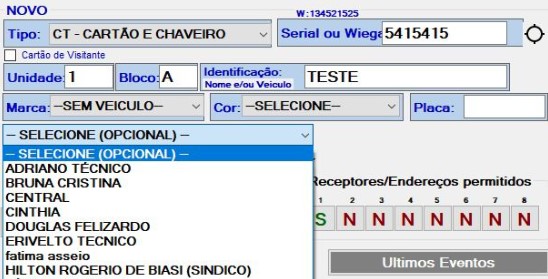 NOVO
W:134521525
Tipo: CT - CARTÃO E CHAVEIRO Serial ou Wiega 5415415
Cartão de Visitante
Unidade: 1 Bloco: A Identificação: Nome e/ou Veiculo TESTE
Marca: --SEM VEICULO-- Cor: --SELECIONE-- Placa:
-- SELECIONE (OPCIONAL) --
-- SELECIONE (OPCIONAL) --
ADRIANO TÉCNICO
BRUNA CRISTINA
CENTRAL
CINTHIA
DOUGLAS FELIZARDO
ERIVELTO TECNICO
fatima asseio
HILTON ROGERIO DE BIASI (SINDICO)
Receptores/Endereços permitidos
1 2 3 4 5 6 7 8
S N N N N N N N
Ultimos Eventos